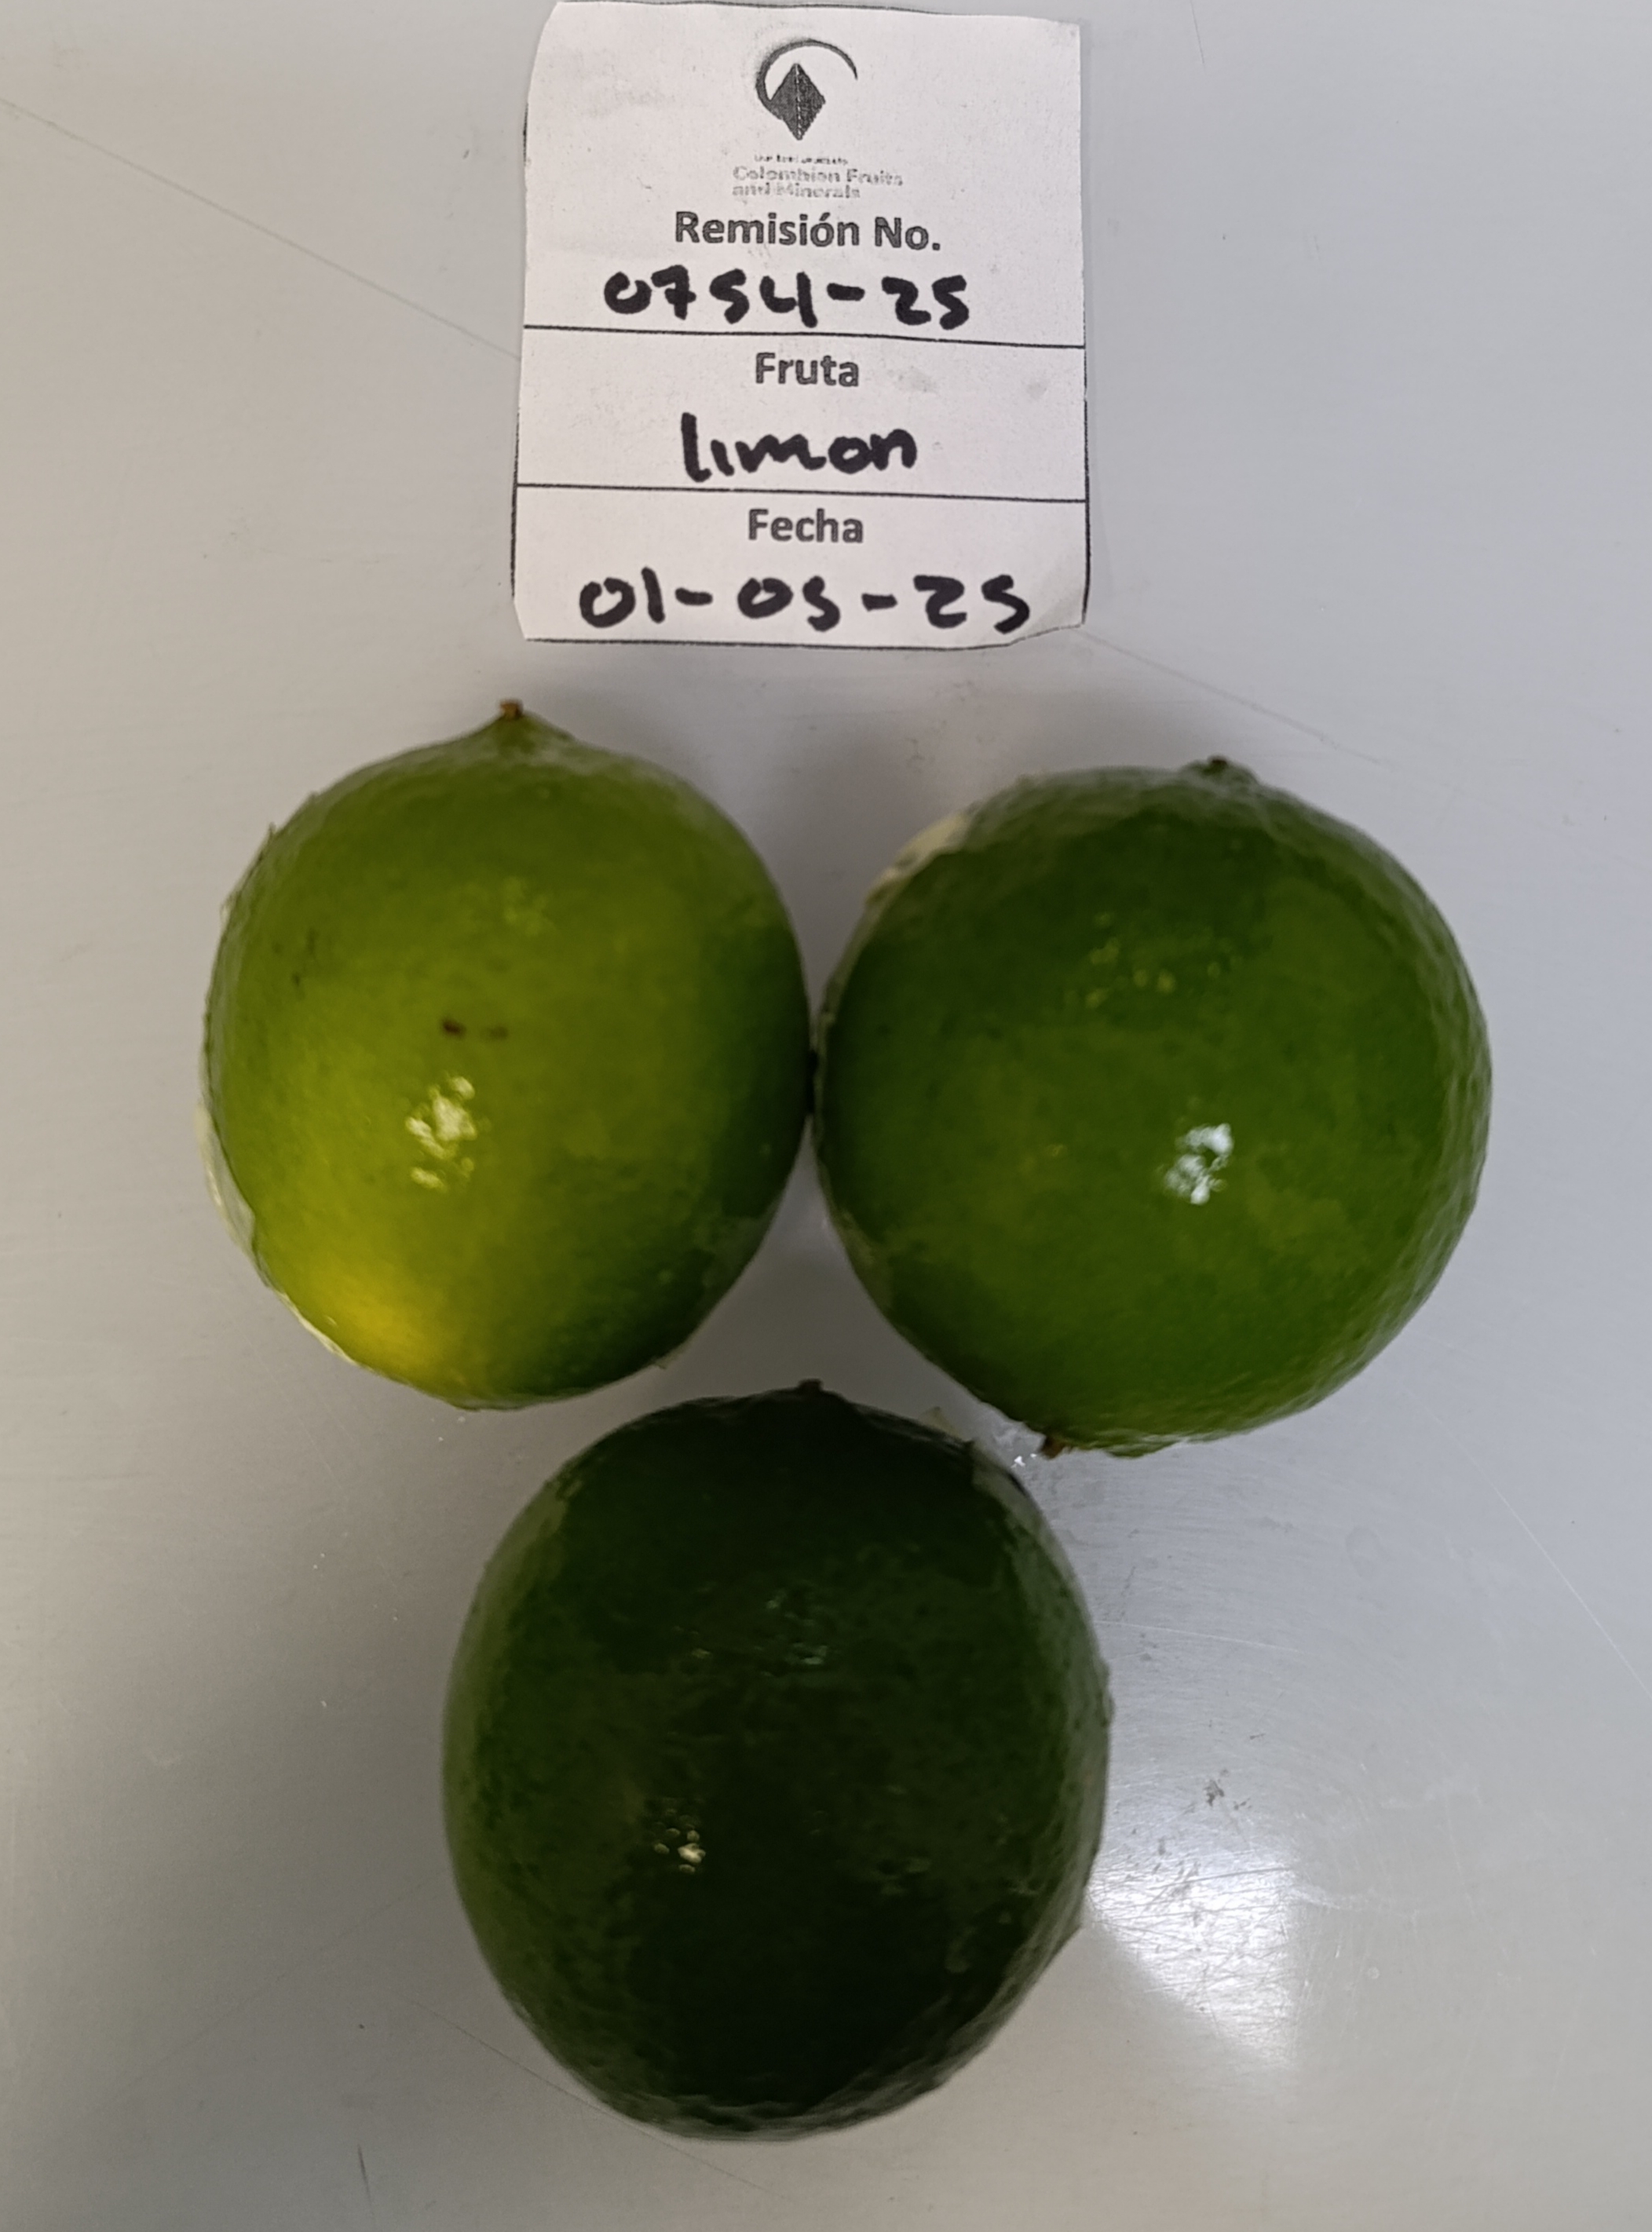 Colombian Fruits
and Minerals
Remisión No.
0754-25
Fruta
limon
Fecha
01-05-25